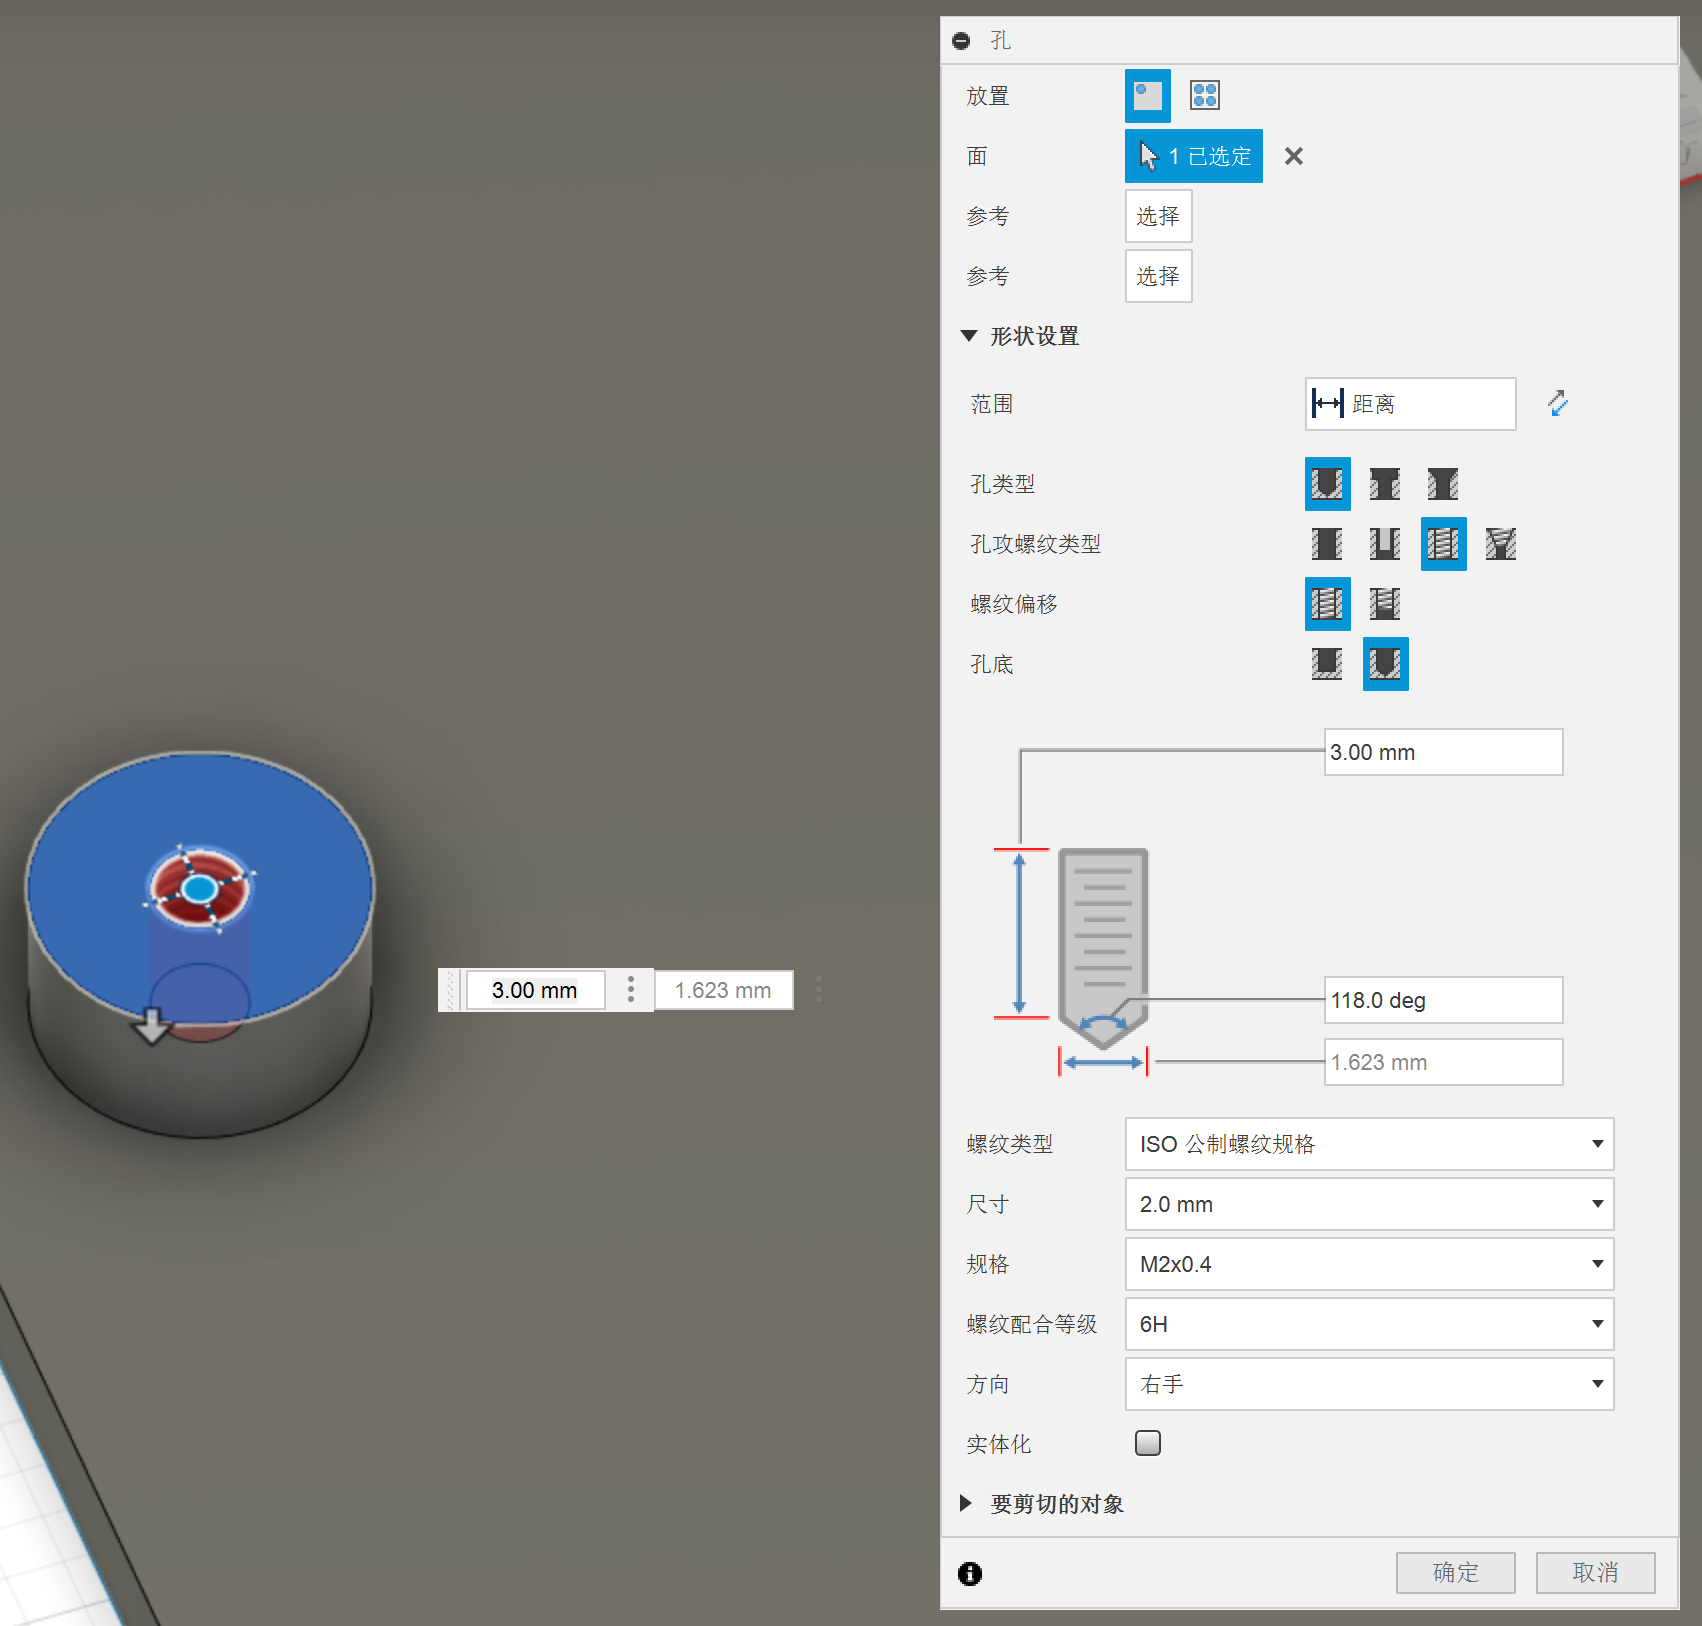 孔
放置
面
1 已选定
参考
选择
参考
选择
形状设置
范围
距离
孔类型
孔攻螺纹类型
螺纹偏移
孔底
3.00 mm
118.0 deg
1.623 mm
3.00 mm
1.623 mm
螺纹类型
ISO 公制螺纹规格
尺寸
2.0 mm
规格
M2x0.4
螺纹配合等级
6H
方向
右手
实体化
要剪切的对象
确定
取消